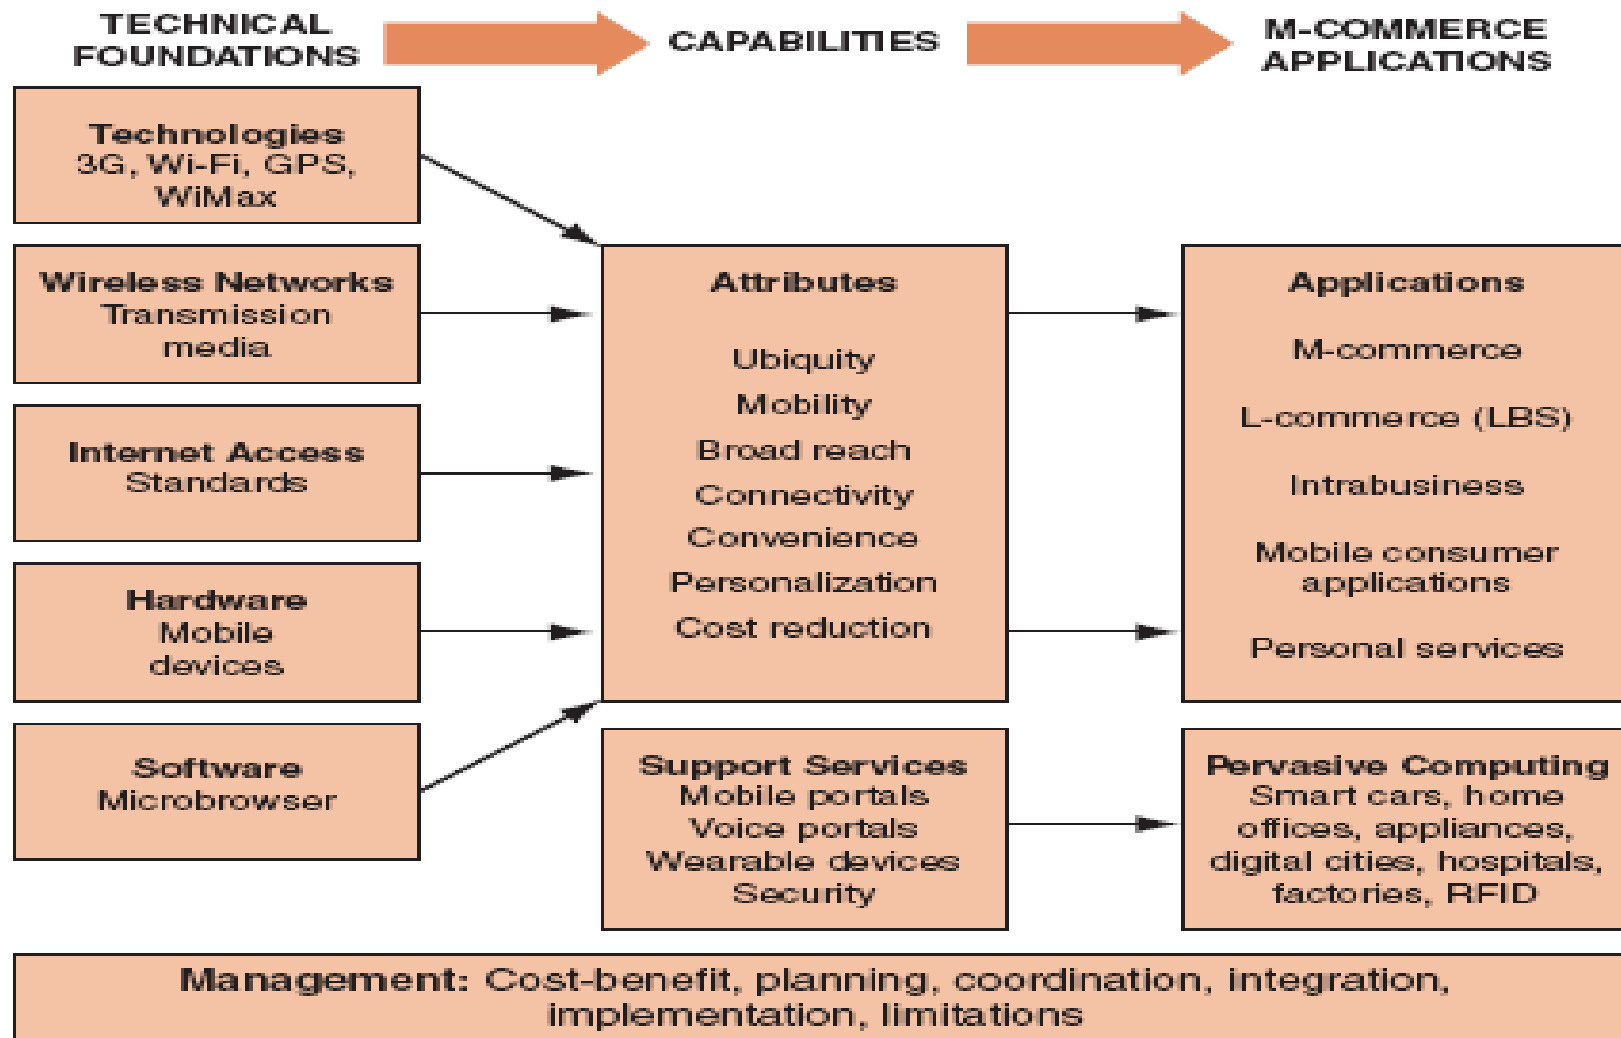 TECHNICAL
FOUNDATIONS
CAPABILITIES
M-COMMERCE
APPLICATIONS
Technologies
3G, Wi-Fi, GPS,
WiMax
Wireless Networks
Transmission
media
Internet Access
Standards
Hardware
Mobile
devices
Software
Microbrowser
Attributes
Ubiquity
Mobility
Broad reach
Connectivity
Convenience
Personalization
Cost reduction
Support Services
Mobile portals
Voice portals
Wearable devices
Security
Applications
M-commerce
L-commerce (LBS)
Intrabusiness
Mobile consumer
applications
Personal services
Pervasive Computing
Smart cars, home
offices, appliances,
digital cities, hospitals,
factories, RFID
Management: Cost-benefit, planning, coordination, integration,
implementation, limitations